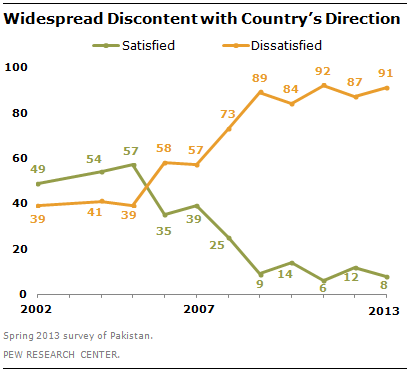 Widespread Discontent with Country's Direction
Satisfied Dissatisfied
100
80
60
40
20
0
49 54 57 35 39 25 9 14 6 12 8
39 41 39 58 57 73 89 84 92 87 91
2002 2007 2013
Spring 2013 survey of Pakistan.
PEW RESEARCH CENTER.